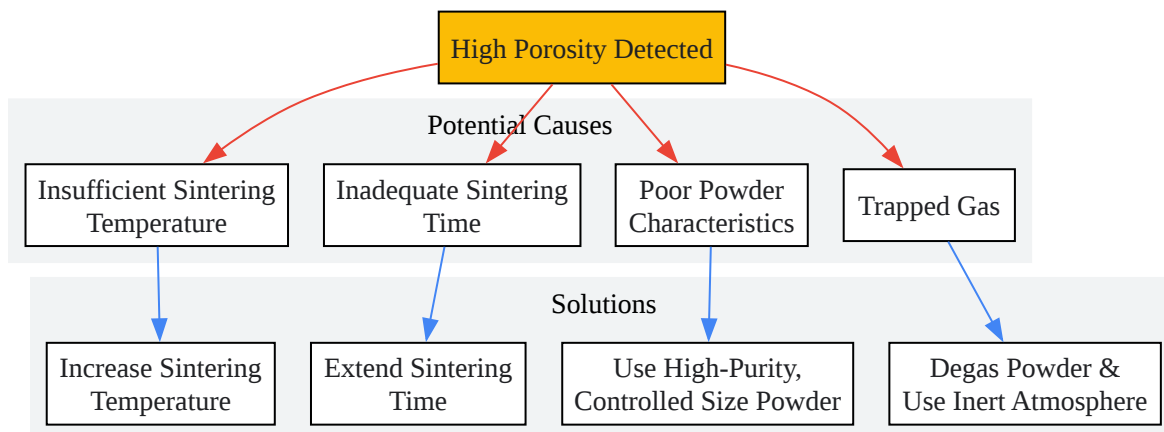 High Porosity Detected
Potential Causes
Insufficient Sintering
Temperature
Inadequate Sintering
Time
Poor Powder
Characteristics
Trapped Gas
Solutions
Increase Sintering
Temperature
Extend Sintering
Time
Use High-Purity,
Controlled Size Powder
Degas Powder &
Use Inert Atmosphere